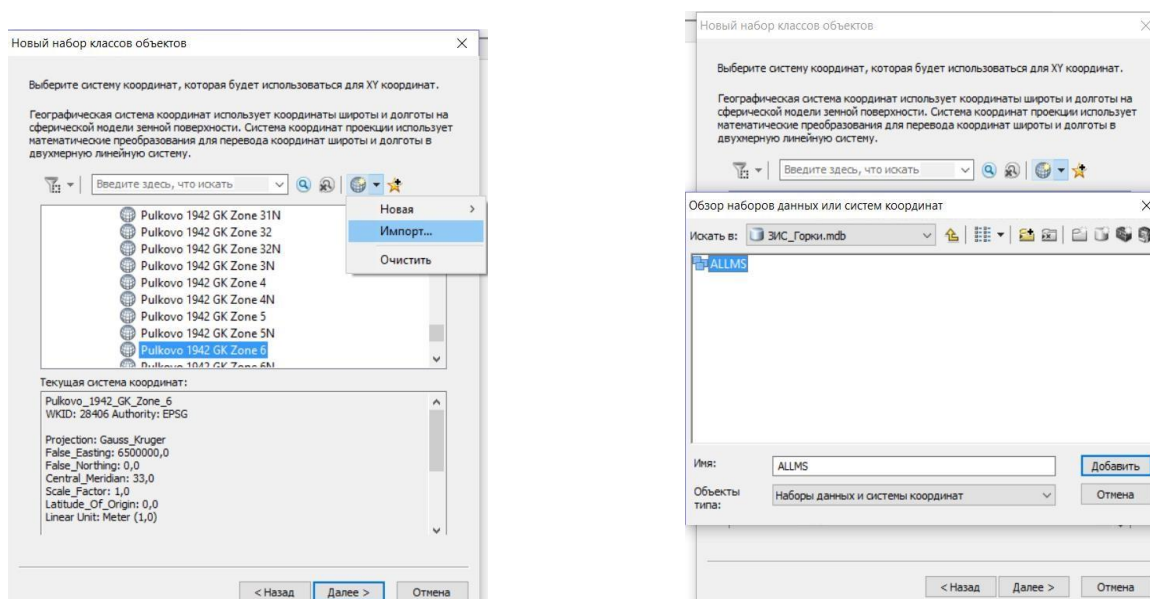 Новый набор классов объектов
Выберите систему координат, которая будет использоваться для XY координат.
Географическая система координат использует координаты широты и долготы на
сферической модели земной поверхности. Система координат проекции использует
математические преобразования для перевода координат широты и долготы в
двухмерную линейную систему.
Введите здесь, что искать
Новая
Импорт...
Очистить
Pulkovo 1942 GK Zone 31N
Pulkovo 1942 GK Zone 32
Pulkovo 1942 GK Zone 32N
Pulkovo 1942 GK Zone 3N
Pulkovo 1942 GK Zone 4
Pulkovo 1942 GK Zone 4N
Pulkovo 1942 GK Zone 5
Pulkovo 1942 GK Zone 5N
Pulkovo 1942 GK Zone 6
Pulkovo 1942 GK Zone 6N
Текущая система координат:
Pulkovo_1942_GK_Zone_6
WKID: 28406 Authority: EPSG
Projection: Gauss_Kruger
False_Easting: 6500000,0
False_Northing: 0,0
Central_Meridian: 33,0
Scale_Factor: 1,0
Latitude_Of_Origin: 0,0
Linear Unit: Meter (1,0)
< Назад
Далее >
Отмена
Новый набор классов объектов
Выберите систему координат, которая будет использоваться для XY координат.
Географическая система координат использует координаты широты и долготы на
сферической модели земной поверхности. Система координат проекции использует
математические преобразования для перевода координат широты и долготы в
двухмерную линейную систему.
Введите здесь, что искать
Обзор наборов данных или систем координат
Искать в: ЗИС_Горки.mdb
ALLMS
Имя: ALLMS
Добавить
Объекты типа: Наборы данных и системы координат
Отмена
< Назад
Далее >
Отмена